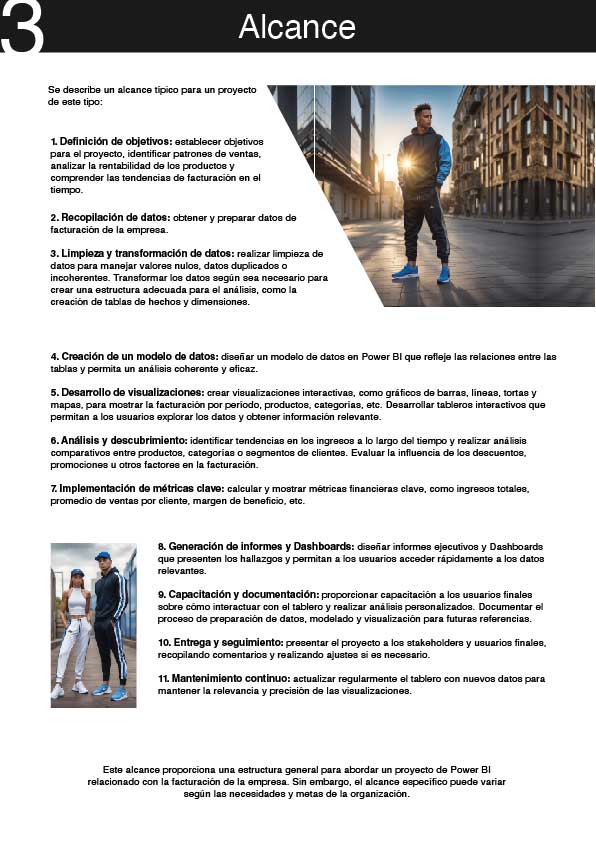 3
Alcance
Se describe un alcance típico para un proyecto
de este tipo:
1. Definición de objetivos: establecer objetivos
para el proyecto, identificar patrones de ventas,
analizar la rentabilidad de los productos y
comprender las tendencias de facturación en el
tiempo.
2. Recopilación de datos: obtener y preparar datos de
facturación de la empresa.
3. Limpieza y transformación de datos: realizar limpieza de
datos para manejar valores nulos, datos duplicados o
incoherentes. Transformar los datos según sea necesario para
crear una estructura adecuada para el análisis, como la
creación de tablas de hechos y dimensiones.
4. Creación de un modelo de datos: diseñar un modelo de datos en Power BI que refleje las relaciones entre las
tablas y permita un análisis coherente y eficaz.
5. Desarrollo de visualizaciones: crear visualizaciones interactivas, como gráficos de barras, líneas, tortas y
mapas, para mostrar la facturación por período, productos, categorías, etc. Desarrollar tableros interactivos que
permitan a los usuarios explorar los datos y obtener información relevante.
6. Análisis y descubrimiento: identificar tendencias en los ingresos a lo largo del tiempo y realizar análisis
comparativos entre productos, categorías o segmentos de clientes. Evaluar la influencia de los descuentos,
promociones u otros factores en la facturación.
7. Implementación de métricas clave: calcular y mostrar métricas financieras clave, como ingresos totales,
promedio de ventas por cliente, margen de beneficio, etc.
8. Generación de informes y Dashboards: diseñar informes ejecutivos y Dashboards
que presenten los hallazgos y permitan a los usuarios acceder rápidamente a los datos
relevantes.
9. Capacitación y documentación: proporcionar capacitación a los usuarios finales
sobre cómo interactuar con el tablero y realizar análisis personalizados. Documentar el
proceso de preparación de datos, modelado y visualización para futuras referencias.
10. Entrega y seguimiento: presentar el proyecto a los stakeholders y usuarios finales,
recopilando comentarios y realizando ajustes si es necesario.
11. Mantenimiento continuo: actualizar regularmente el tablero con nuevos datos para
mantener la relevancia y precisión de las visualizaciones.
Este alcance proporciona una estructura general para abordar un proyecto de Power BI
relacionado con la facturación de la empresa. Sin embargo, el alcance específico puede variar
según las necesidades y metas de la organización.